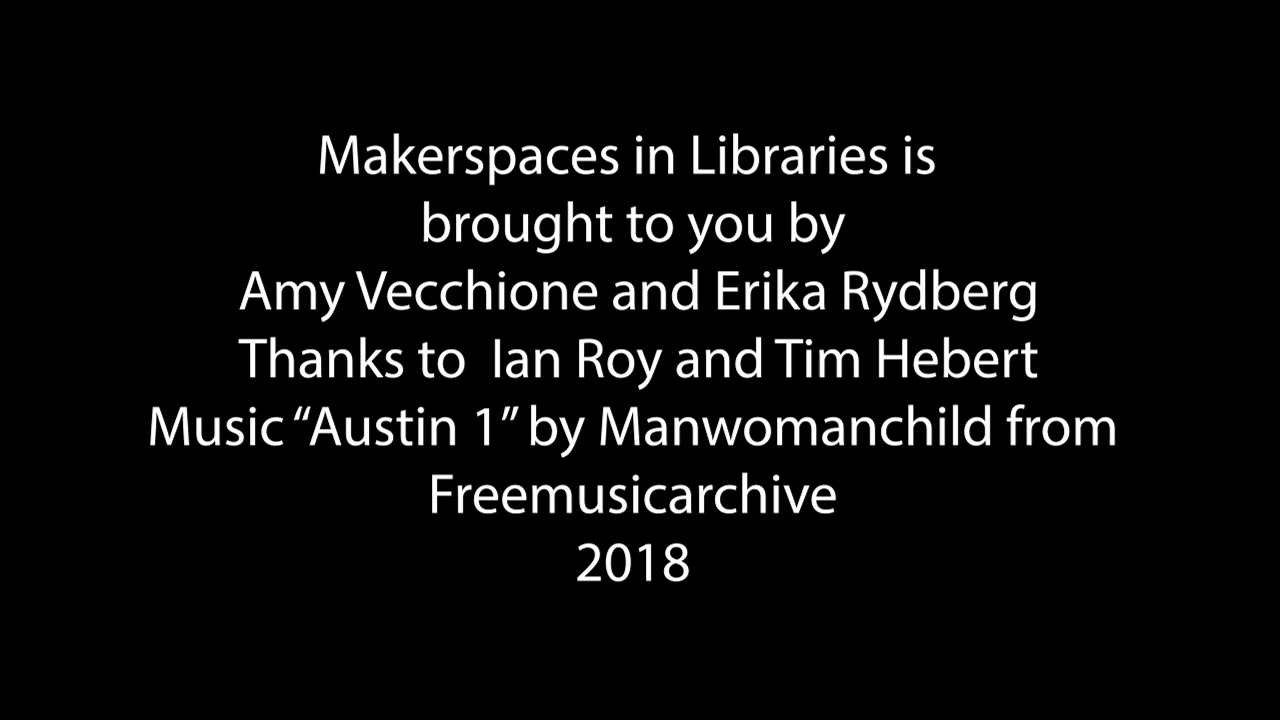 Makerspaces in Libraries is
brought to you by
Amy Vecchione and Erika Rydberg
Thanks to  Ian Roy and Tim Hebert
Music “Austin 1” by Manwomanchild from
Freemusicarchive
2018